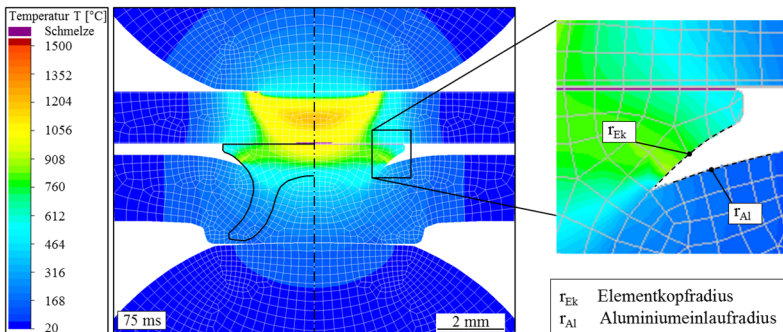 Temperatur T [°C]
Schmelze
1500
1352
1204
1056
908
760
612
464
316
168
20
75 ms
2 mm
rEk
rAl
rEk Elementkopfradius
rAl Aluminiumeinlaufradius